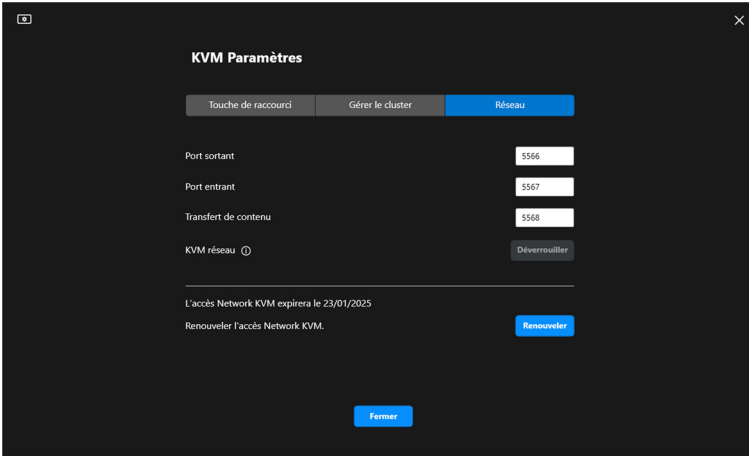 KVM Paramètres
Touche de raccourci Gérer le cluster Réseau
Port sortant 5566
Port entrant 5567
Transfert de contenu 5568
KVM réseau Déverrouiller
L'accès Network KVM expirera le 23/01/2025
Renouveler l'accès Network KVM. Renouveler
Fermer